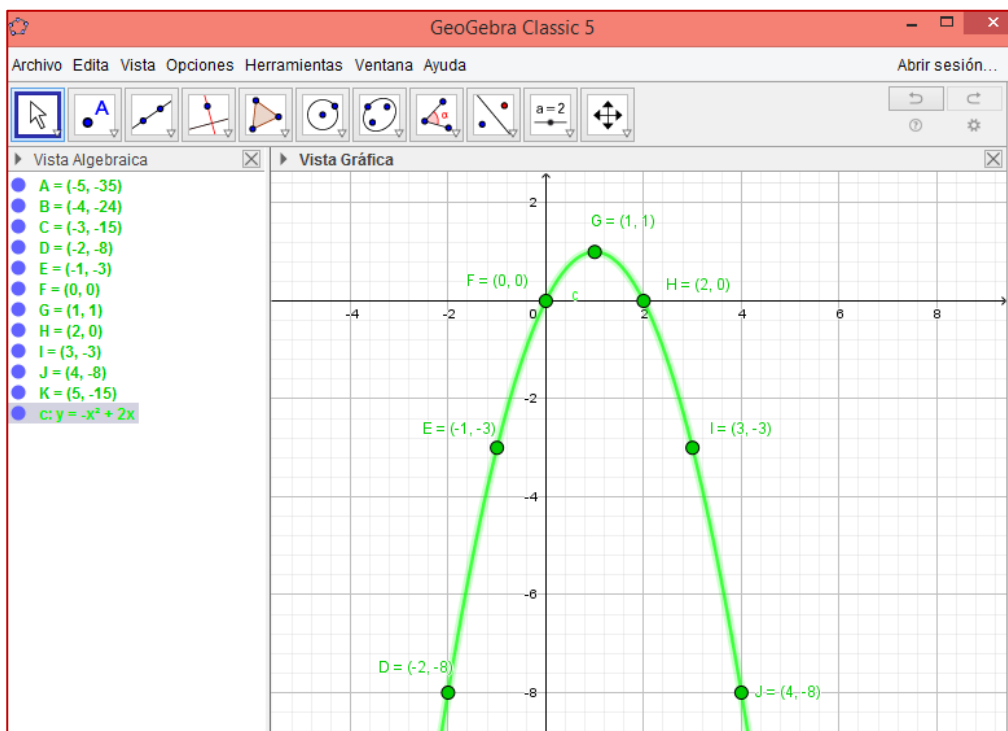 GeoGebra Classic 5
Archivo Edita Vista Opciones Herramientas Ventana Ayuda Abrir sesión...
A
α
a = 2
Vista Algebraica
Vista Gráfica
A = (-5, -35)
B = (-4, -24)
C = (-3, -15)
D = (-2, -8)
E = (-1, -3)
F = (0, 0)
G = (1, 1)
H = (2, 0)
I = (3, -3)
J = (4, -8)
K = (5, -15)
c: y = -x² + 2x
2
G = (1, 1)
F = (0, 0)
c
H = (2, 0)
-4 -2 0 2 4 6 8
-2
E = (-1, -3)
I = (3, -3)
-4
-6
D = (-2, -8)
-8
J = (4, -8)